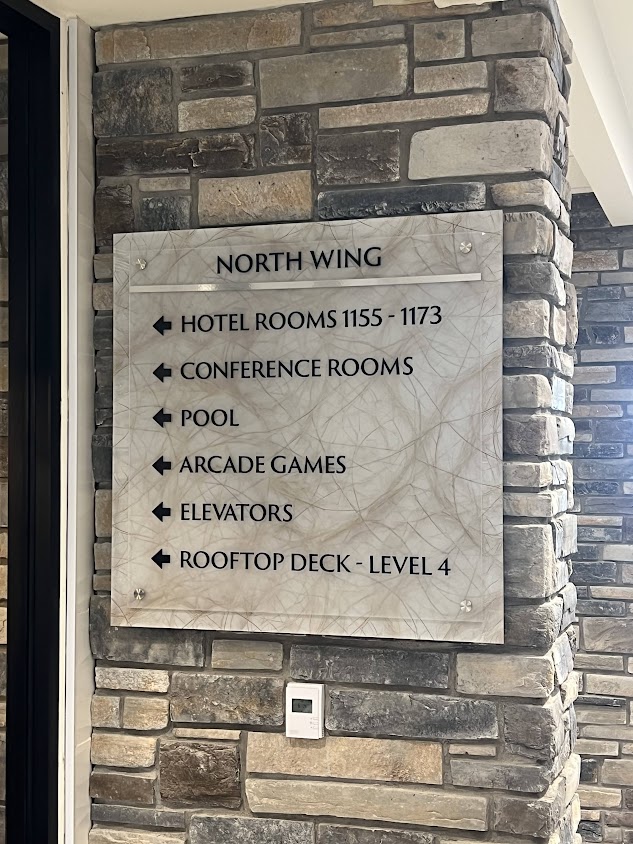 NORTH WING
← HOTEL ROOMS 1155 - 1173
← CONFERENCE ROOMS
← POOL
← ARCADE GAMES
← ELEVATORS
← ROOFTOP DECK - LEVEL 4